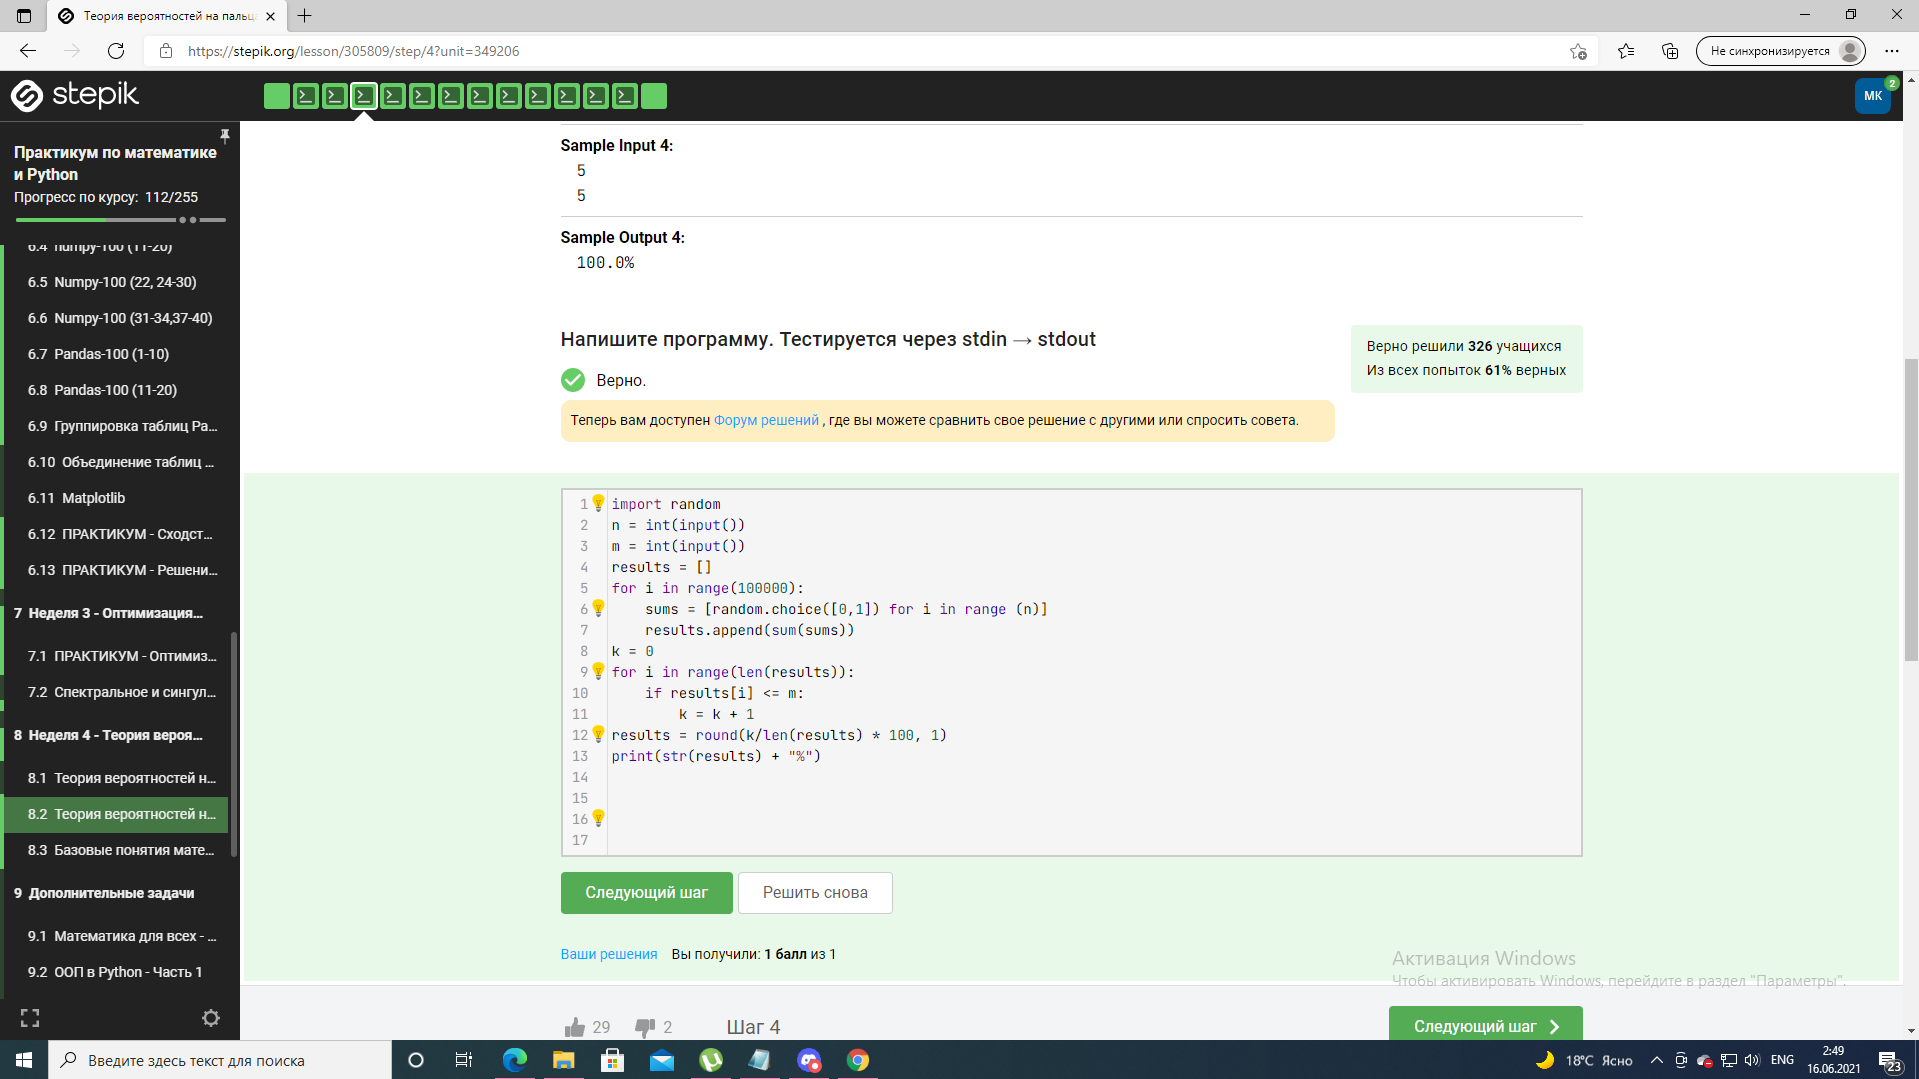 Теория вероятностей на пальца
https://stepik.org/lesson/305809/step/4?unit=349206
Не синхронизируется
stepik
МК
2
Практикум по математике
и Python
Прогресс по курсу: 112/255
6.4 numpy-100 (11-20)
6.5 Numpy-100 (22, 24-30)
6.6 Numpy-100 (31-34,37-40)
6.7 Pandas-100 (1-10)
6.8 Pandas-100 (11-20)
6.9 Группировка таблиц Pa...
6.10 Объединение таблиц ...
6.11 Matplotlib
6.12 ПРАКТИКУМ - Сходст...
6.13 ПРАКТИКУМ - Решени...
7 Неделя 3 - Оптимизация...
7.1 ПРАКТИКУМ - Оптимиз...
7.2 Спектральное и сингул...
8 Неделя 4 - Теория вероя...
8.1 Теория вероятностей н...
8.2 Теория вероятностей н...
8.3 Базовые понятия мате...
9 Дополнительные задачи
9.1 Математика для всех - ...
9.2 ООП в Python - Часть 1
Sample Input 4:
5
5
Sample Output 4:
100.0%
Напишите программу. Тестируется через stdin → stdout
Верно решили 326 учащихся
Из всех попыток 61% верных
Верно.
Теперь вам доступен Форум решений , где вы можете сравнить свое решение с другими или спросить совета.
1 import random
2 n = int(input())
3 m = int(input())
4 results = []
5 for i in range(100000):
6     sums = [random.choice([0,1]) for i in range (n)]
7     results.append(sum(sums))
8 k = 0
9 for i in range(len(results)):
10     if results[i] <= m:
11         k = k + 1
12 results = round(k/len(results) * 100, 1)
13 print(str(results) + "%")
14
15
16
17
Следующий шаг
Решить снова
Ваши решения Вы получили: 1 балл из 1
Активация Windows
Чтобы активировать Windows, перейдите в раздел "Параметры".
29
2
Шаг 4
Следующий шаг
Введите здесь текст для поиска
18°C Ясно
ENG
2:49
16.06.2021
23